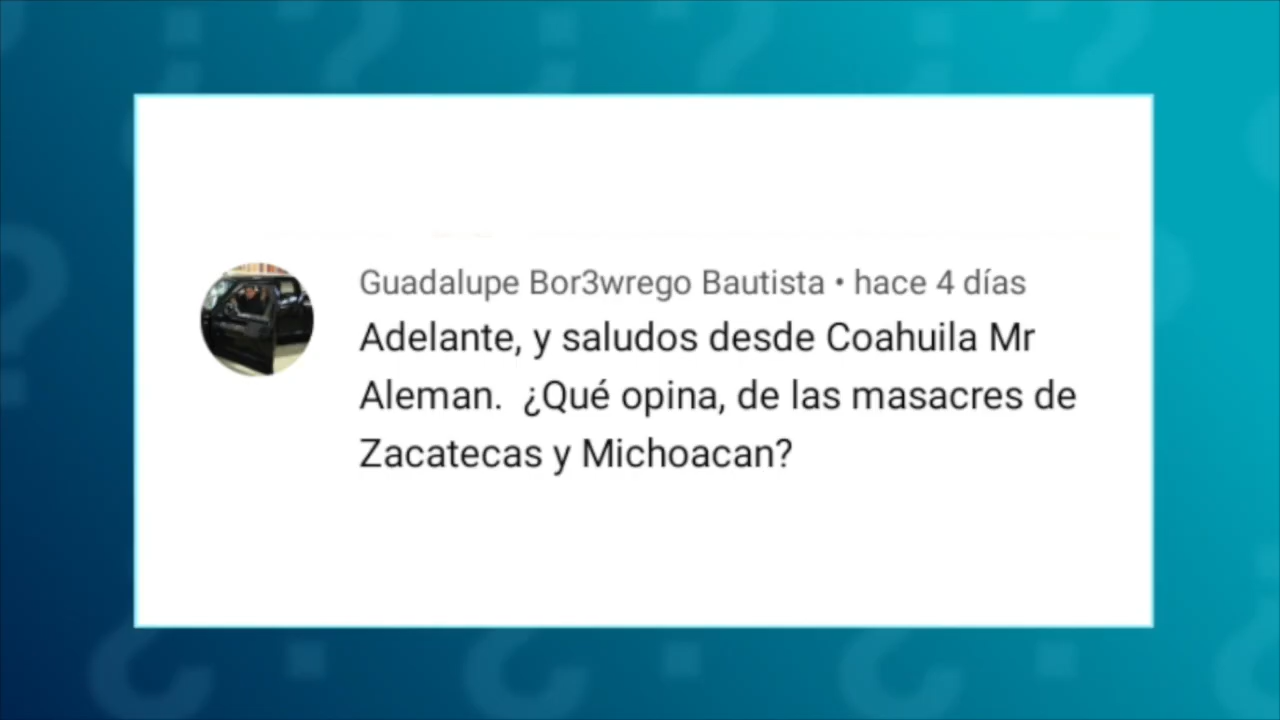 Guadalupe Bor3wrego Bautista • hace 4 días
Adelante, y saludos desde Coahuila Mr
Aleman.  ¿Qué opina, de las masacres de
Zacatecas y Michoacan?